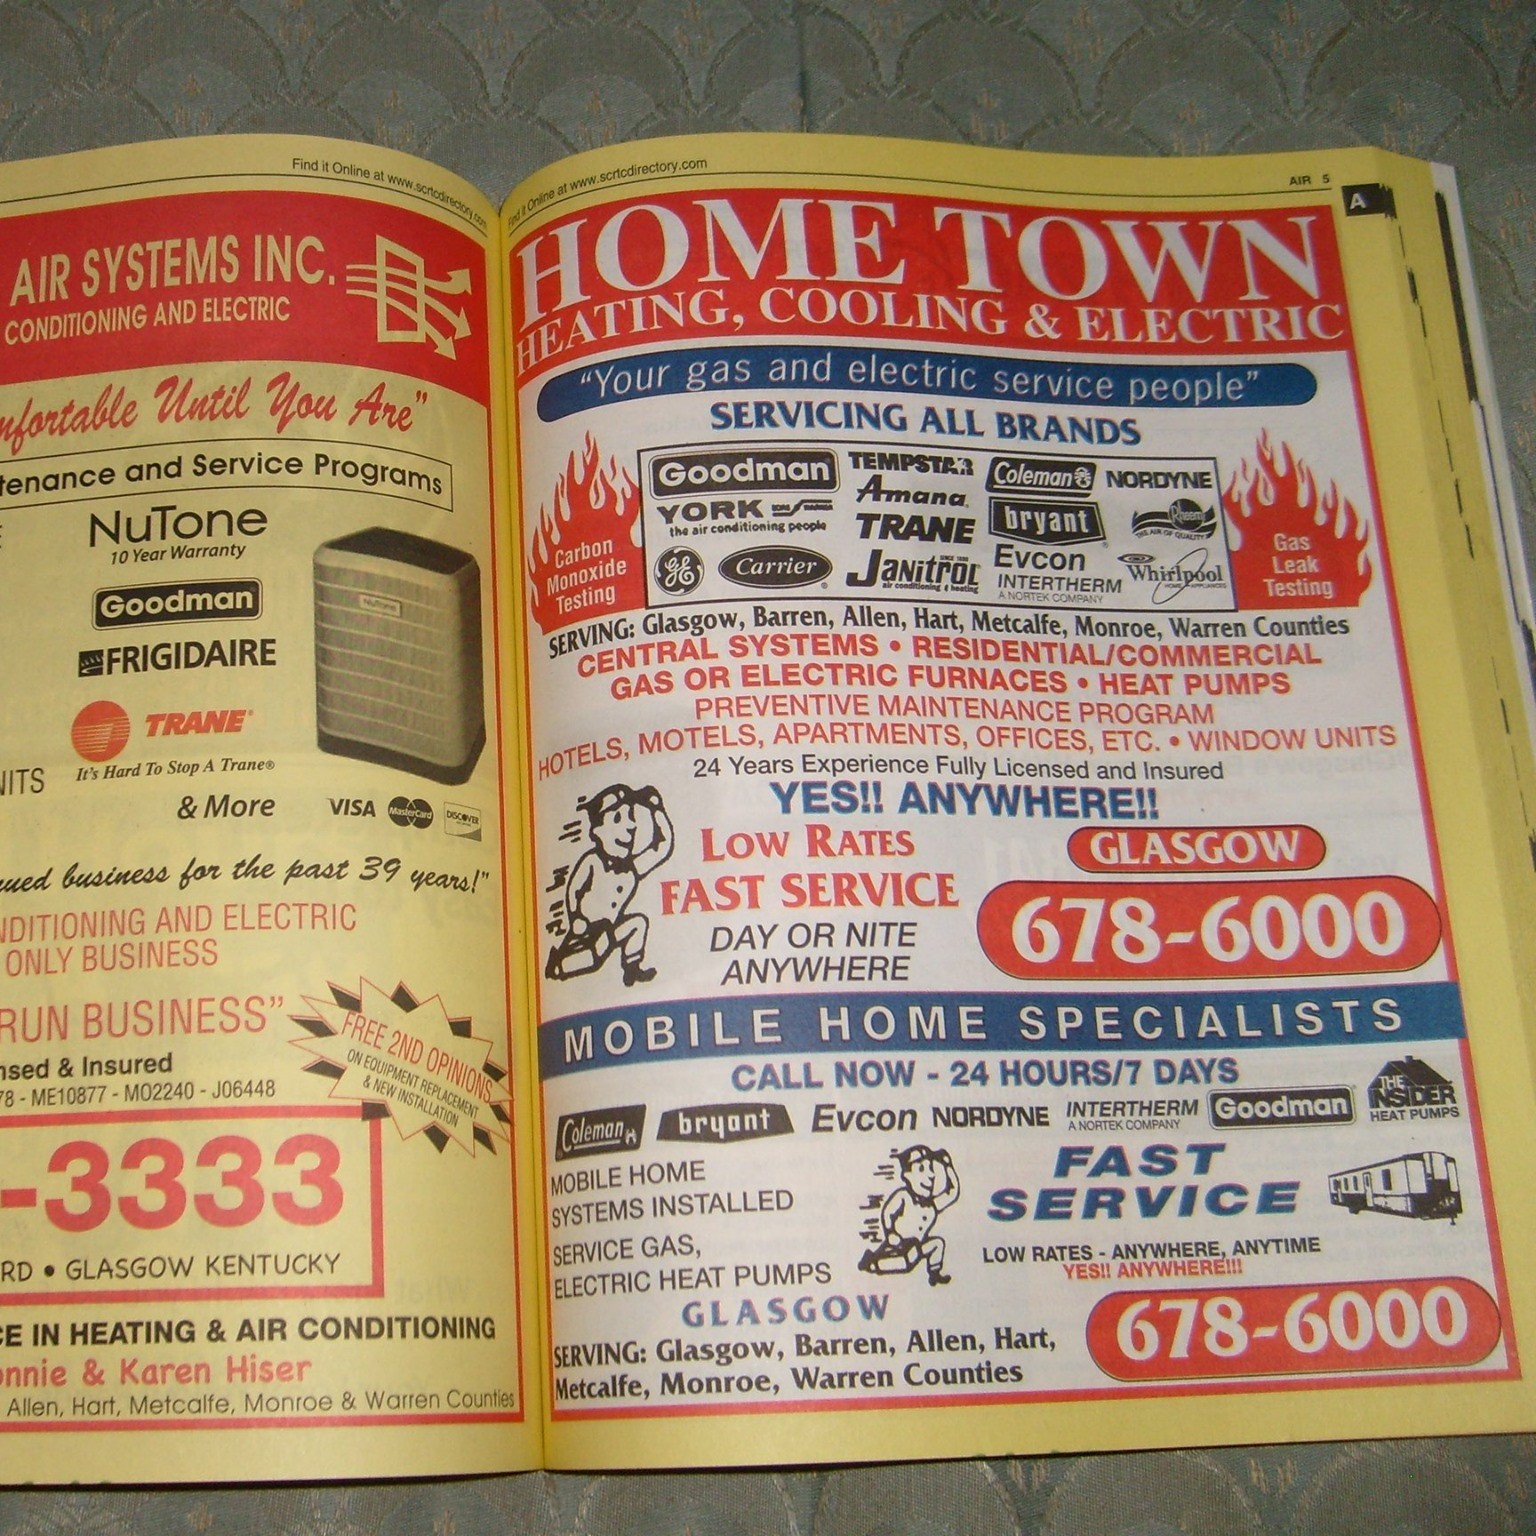 Find it Online at www.scrtcdirectory.com
AIR SYSTEMS INC.
CONDITIONING AND ELECTRIC
Until You Are"
and Service Programs
NuTone
10 Year Warranty
Goodman
FRIGIDAIRE
TRANE
It's Hard To Stop A Trane®
& More
VISA MasterCard DISCOVER
business for the past 39 years!"
AND ELECTRIC
ONLY BUSINESS
RUN BUSINESS"
& Insured
- ME10877 - M02240 - J06448
FREE 2ND OPINIONS
ON EQUIPMENT REPLACEMENT
& NEW INSTALLATION
-3333
RD • GLASGOW KENTUCKY
IN HEATING & AIR CONDITIONING
& Karen Hiser
Allen, Hart, Metcalfe, Monroe & Warren Counties
Find it Online at www.scrtcdirectory.com
AIR 5
A
HOME TOWN
HEATING, COOLING & ELECTRIC
"Your gas and electric service people"
SERVICING ALL BRANDS
Carbon
Monoxide
Testing
Goodman TEMPSTAR Coleman NORDYNE
YORK Amana
the air conditioning people TRANE bryant Rheem
GE Carrier Janitrol Evcon Whirlpool
air conditioning & heating INTERTHERM HOME APPLIANCES
A NORTEK COMPANY
Gas
Leak
Testing
SERVING: Glasgow, Barren, Allen, Hart, Metcalfe, Monroe, Warren Counties
CENTRAL SYSTEMS • RESIDENTIAL/COMMERCIAL
GAS OR ELECTRIC FURNACES • HEAT PUMPS
PREVENTIVE MAINTENANCE PROGRAM
HOTELS, MOTELS, APARTMENTS, OFFICES, ETC. • WINDOW UNITS
24 Years Experience Fully Licensed and Insured
YES!! ANYWHERE!!
LOW RATES
FAST SERVICE
DAY OR NITE
ANYWHERE
GLASGOW
678-6000
MOBILE HOME SPECIALISTS
CALL NOW - 24 HOURS/7 DAYS
Coleman bryant Evcon NORDYNE INTERTHERM Goodman THE INSIDER
A NORTEK COMPANY HEAT PUMPS
MOBILE HOME
SYSTEMS INSTALLED
SERVICE GAS,
ELECTRIC HEAT PUMPS
FAST
SERVICE
LOW RATES - ANYWHERE, ANYTIME
YES!! ANYWHERE!!!
GLASGOW
SERVING: Glasgow, Barren, Allen, Hart,
Metcalfe, Monroe, Warren Counties
678-6000